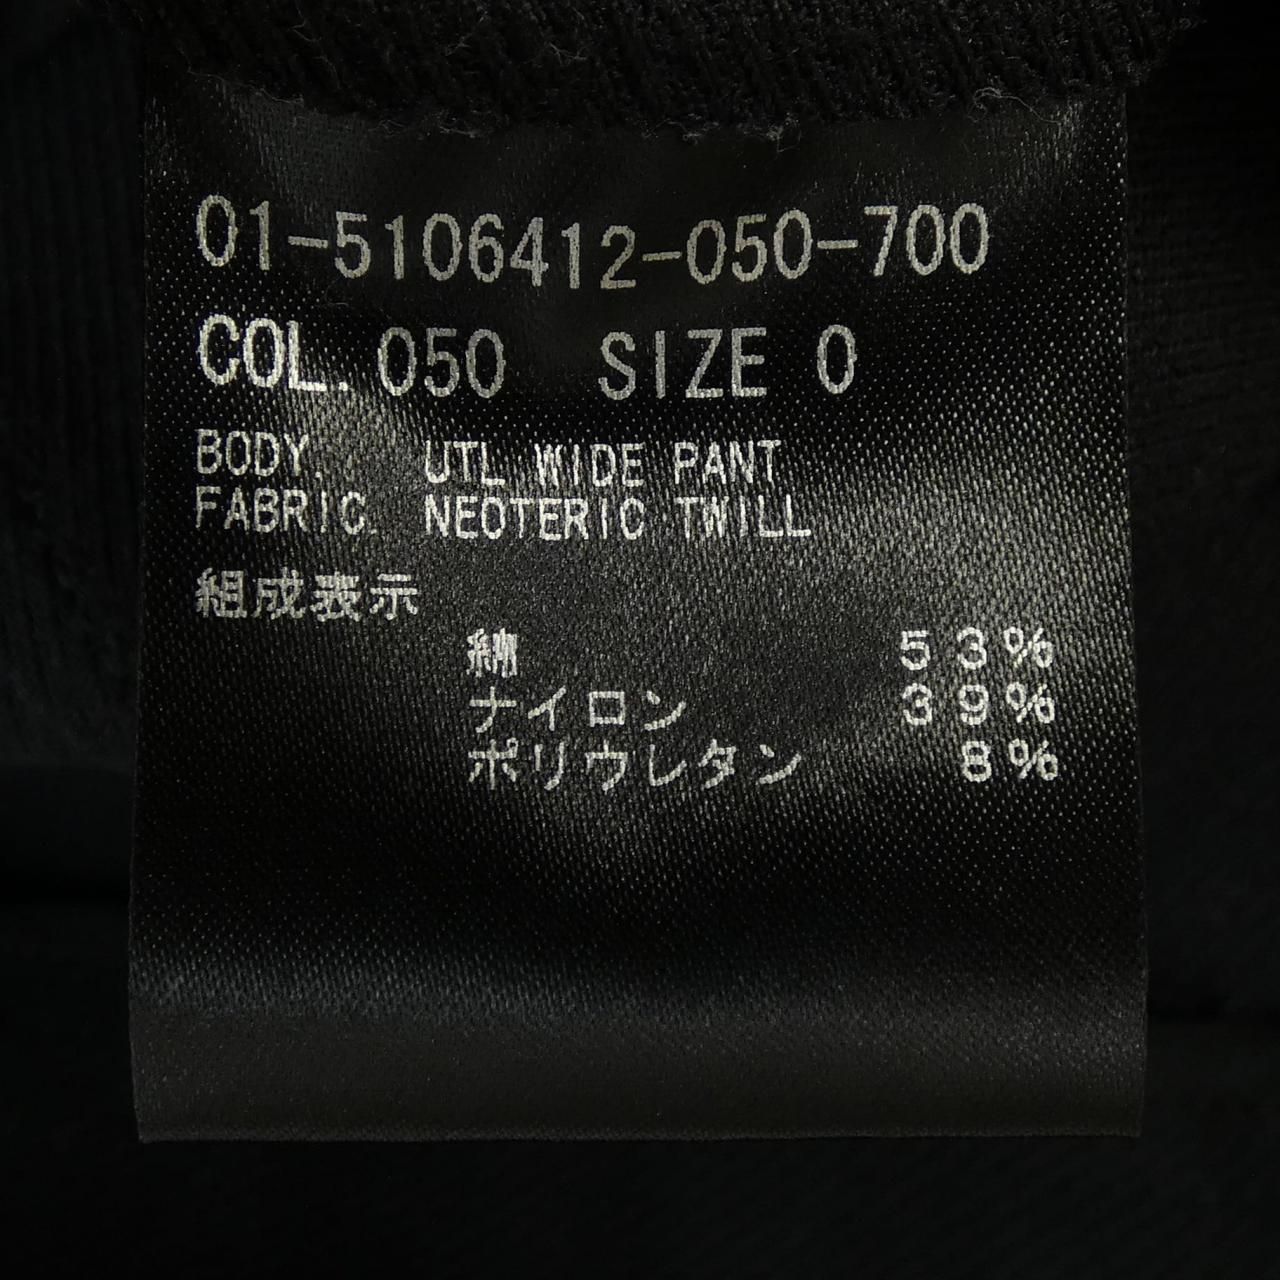 01-5106412-050-700
COL. 050 SIZE 0
BODY. UTL WIDE PANT
FABRIC. NEOTERIC TWILL
組成表示
綿 53%
ナイロン 39%
ポリウレタン 8%